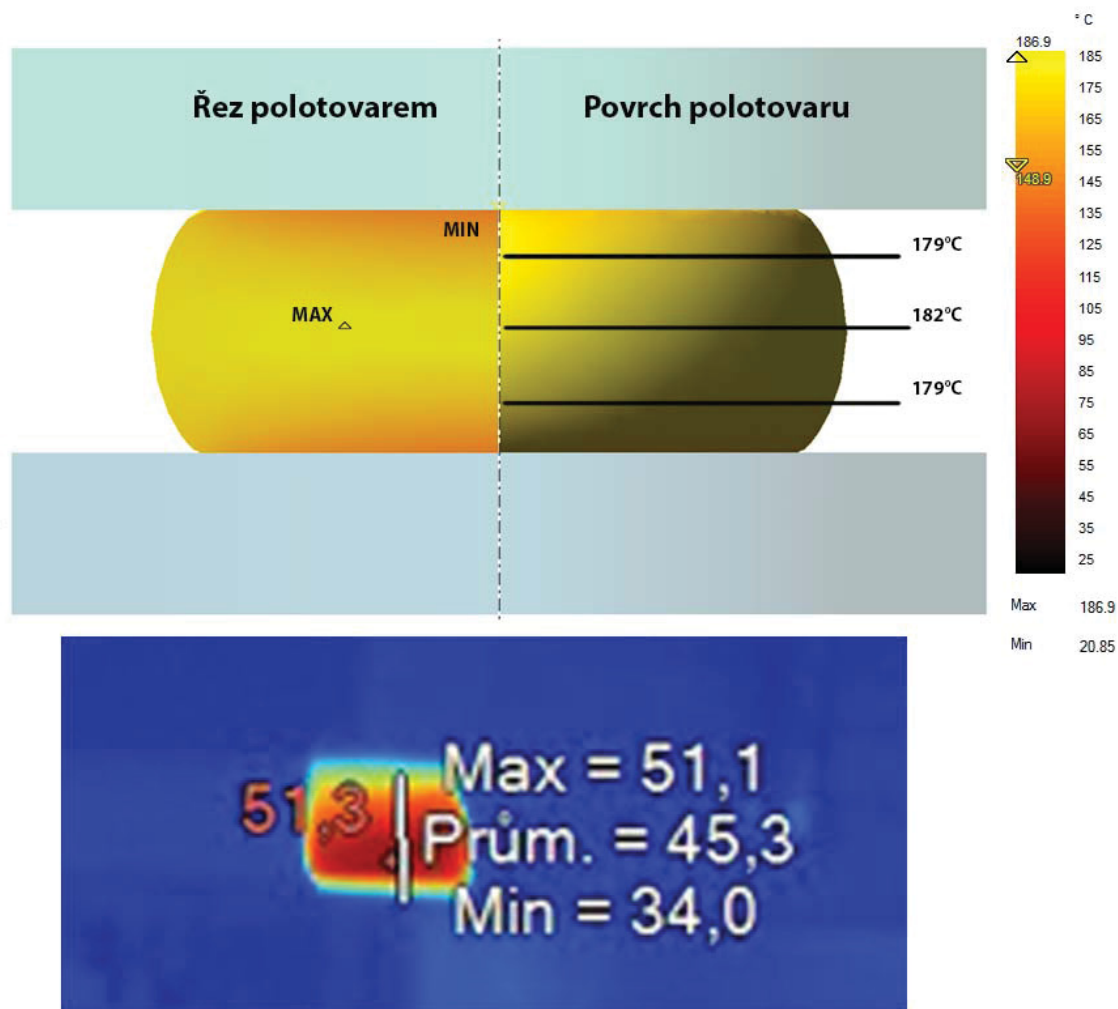 ° C
186.9
Řez polotovarem
Povrch polotovaru
MIN
MAX
179°C
182°C
179°C
185
175
165
155
148.9
145
135
125
115
105
95
85
75
65
55
45
35
25
Max 186.9
Min 20.85
51,3
Max = 51,1
Prům. = 45,3
Min = 34,0